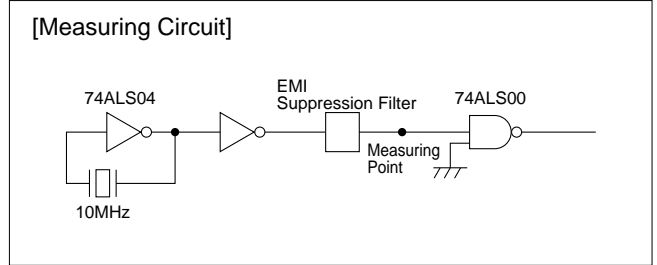 [Measuring Circuit]
74ALS04
EMI
Suppression Filter
74ALS00
Measuring
Point
10MHz